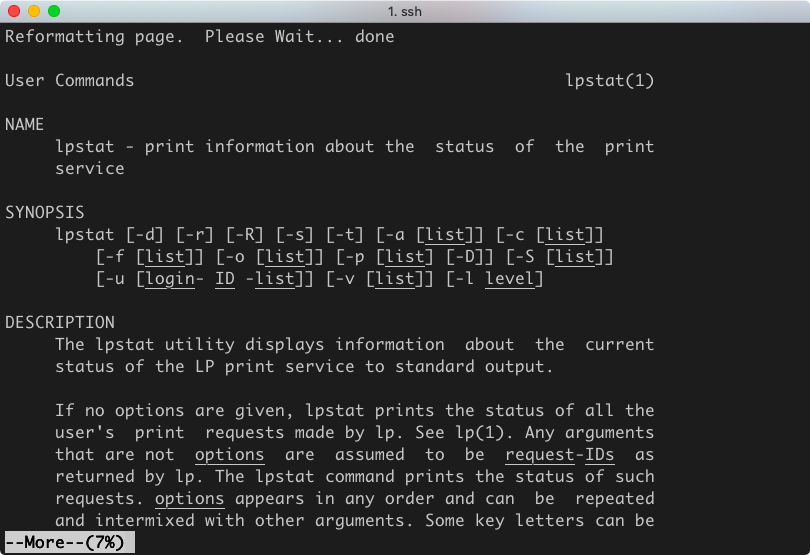 1. ssh
Reformatting page.  Please Wait... done
User Commands                                           lpstat(1)
NAME
     lpstat - print information about the  status  of  the  print
     service
SYNOPSIS
     lpstat [-d] [-r] [-R] [-s] [-t] [-a [list]] [-c [list]]
         [-f [list]] [-o [list]] [-p [list] [-D]] [-S [list]]
         [-u [login- ID -list]] [-v [list]] [-l level]
DESCRIPTION
     The lpstat utility displays information  about  the  current
     status of the LP print service to standard output.
     If no options are given, lpstat prints the status of all the
     user's  print  requests made by lp. See lp(1). Any arguments
     that are not  options  are  assumed  to  be  request-IDs  as
     returned by lp. The lpstat command prints the status of such
     requests. options appears in any order and can  be  repeated
     and intermixed with other arguments. Some key letters can be
--More--(7%)